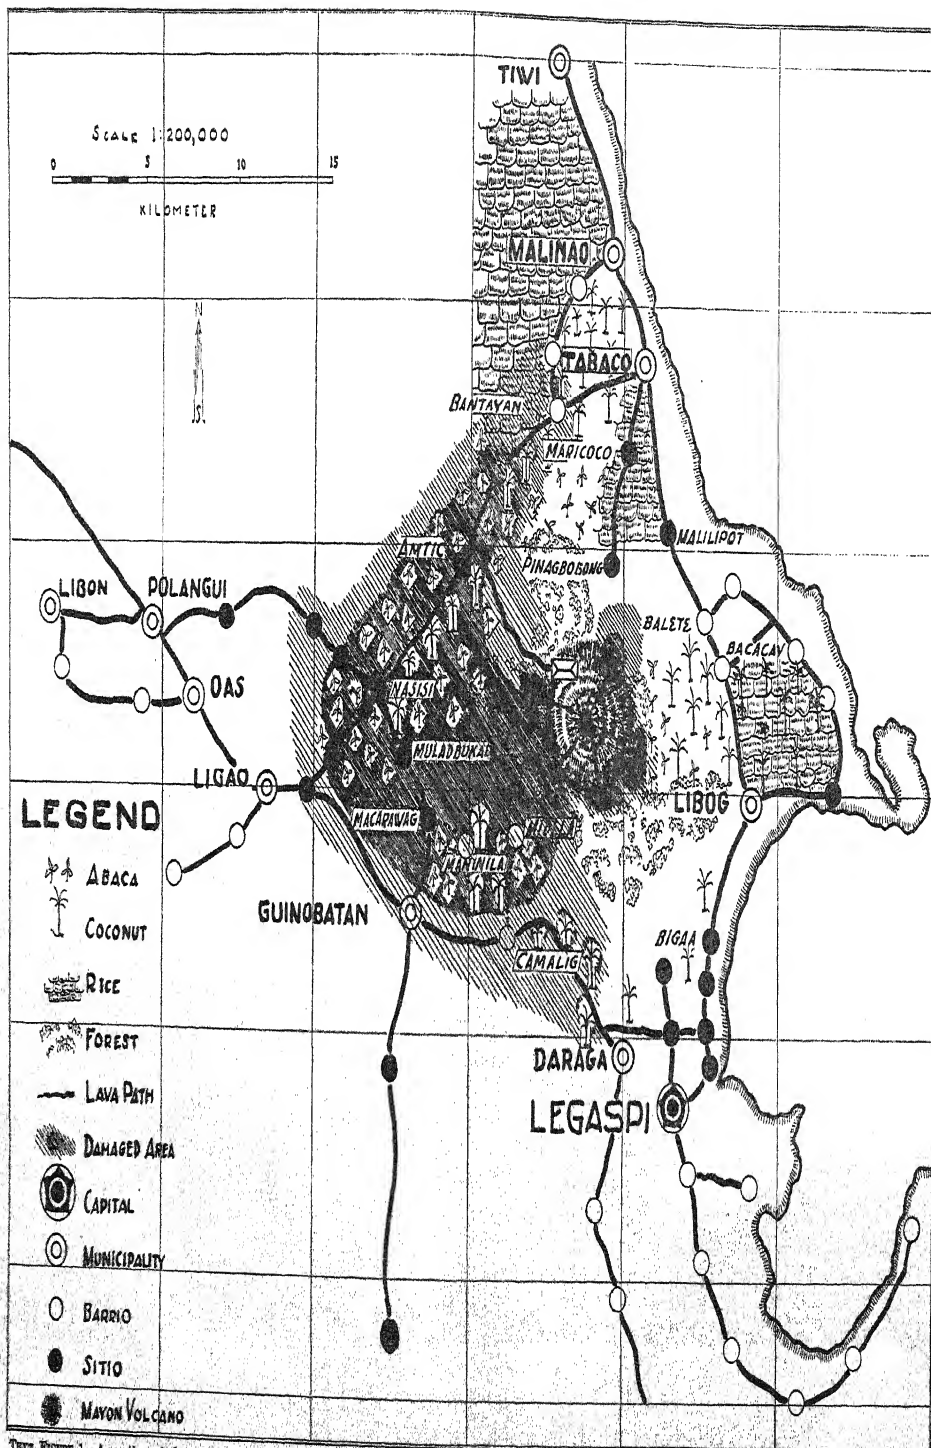 TIWI
SCALE 1:200,000
0 5 10 15
KILOMETER
N
S
MALINAO
TABACO
BANTAYAN
MARICOCO
MALILIPOT
AMTIC
PINAGBOBONG
LIBON
POLANGUI
BALETE
BACACAY
OAS
NASISI
MULADBUKAD
LIGAO
LIBOG
MACARAWAG
MANINILA
GUINOBATAN
BIGAA
CAMALIG
DARAGA
LEGASPI
LEGEND
ABACA
COCONUT
RICE
FOREST
LAVA PATH
DAMAGED AREA
CAPITAL
MUNICIPALITY
BARRIO
SITIO
MAYON VOLCANO